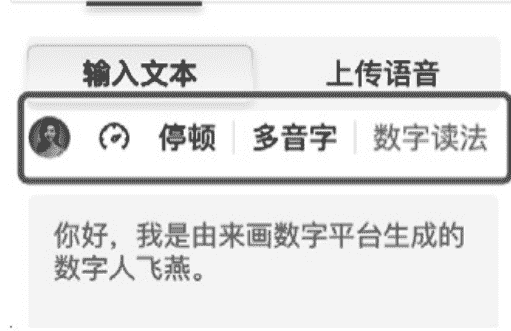 输入文本 上传语音
停顿 多音字 数字读法
你好，我是由来画数字平台生成的
数字人飞燕。